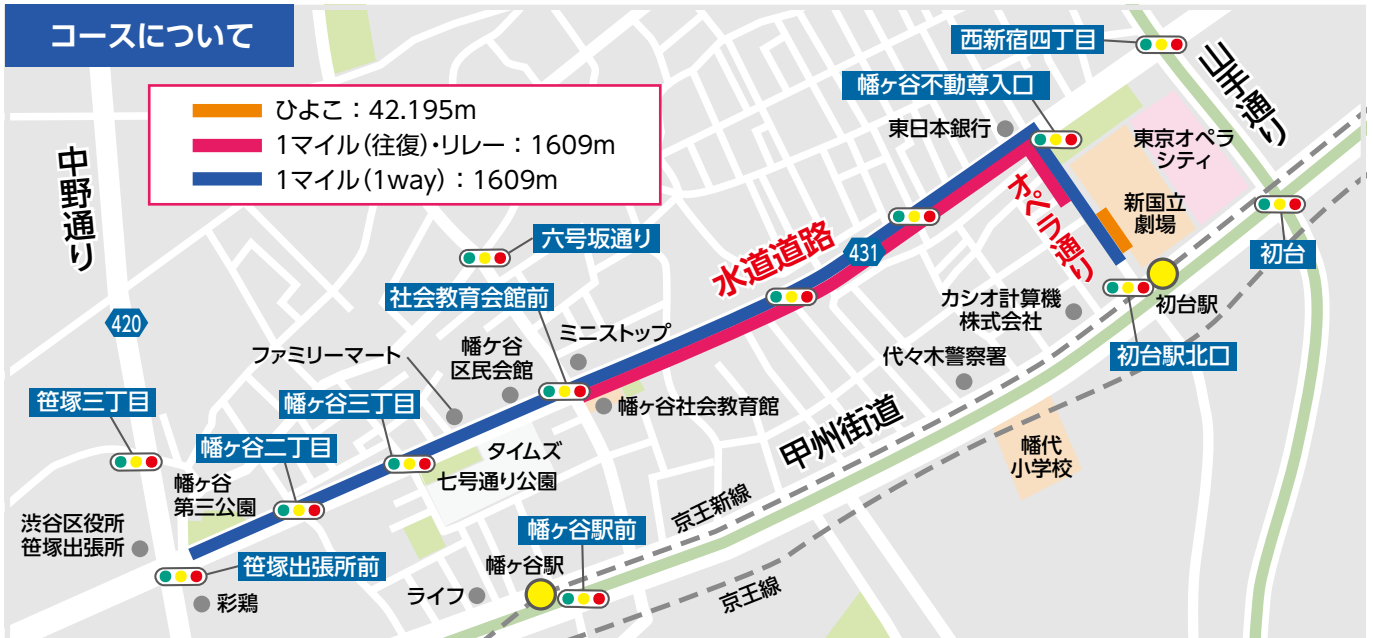 コースについて
ひよこ：42.195m
1マイル(往復)・リレー：1609m
1マイル(1way)：1609m
西新宿四丁目
山手通り
幡ヶ谷不動尊入口
東日本銀行
東京オペラ
シティ
中野通り
オペラ通り
新国立
劇場
六号坂通り
水道道路
431
初台
社会教育会館前
カシオ計算機
株式会社
初台駅
420
ミニストップ
ファミリーマート
幡ケ谷
区民会館
代々木警察署
初台駅北口
笹塚三丁目
幡ヶ谷三丁目
幡ヶ谷社会教育館
甲州街道
幡ヶ谷二丁目
タイムズ
幡代
小学校
幡ヶ谷
第三公園
七号通り公園
渋谷区役所
笹塚出張所
京王新線
幡ヶ谷駅前
笹塚出張所前
幡ヶ谷駅
京王線
ライフ
彩鶏